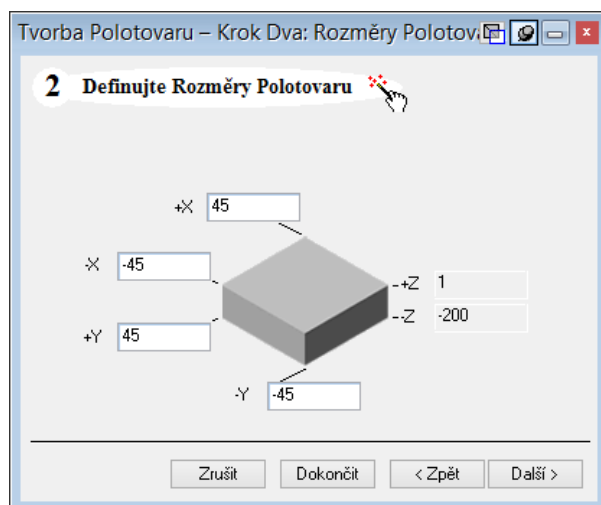 Tvorba Polotovaru – Krok Dva: Rozměry Polotova
2 Definujte Rozměry Polotovaru
+X 45
-X -45
+Z 1
-Z -200
+Y 45
-Y -45
Zrušit Dokončit < Zpět Další >